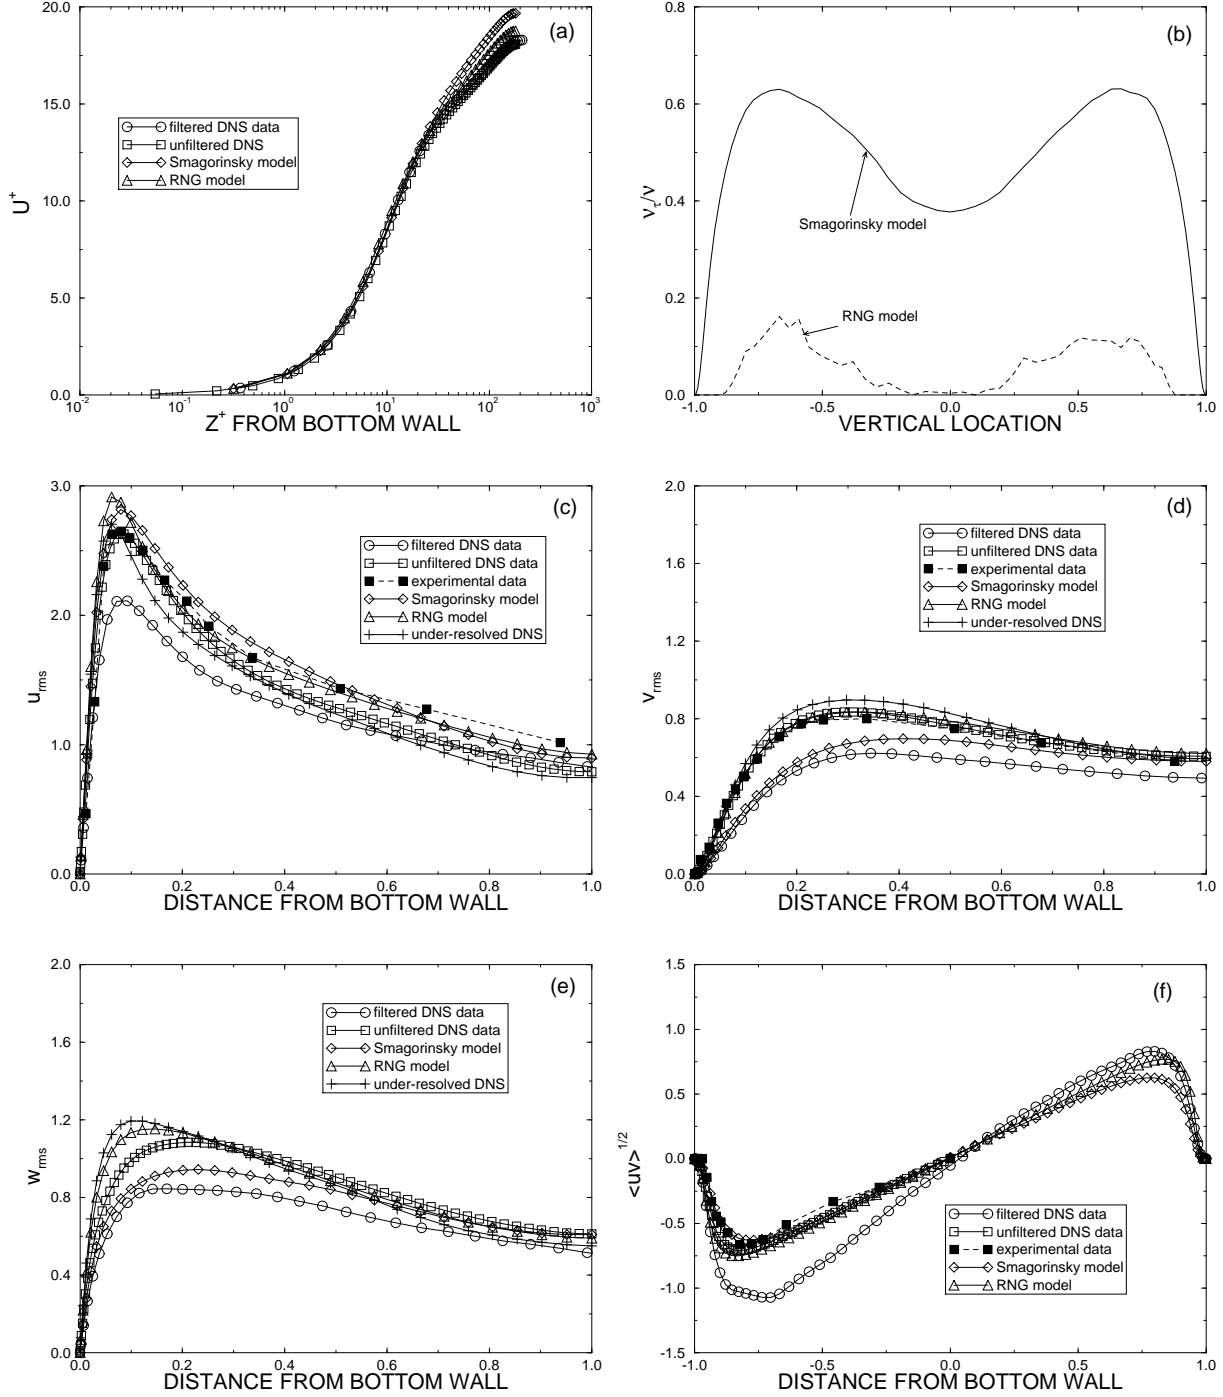 (a)
20.0
15.0
10.0
5.0
0.0
U+
filtered DNS data
unfiltered DNS
Smagorinsky model
RNG model
10-2 10-1 100 101 102 103
Z+ FROM BOTTOM WALL
(b)
0.8
0.6
0.4
0.2
0.0
ντ/ν
Smagorinsky model
RNG model
-1.0 -0.5 0.0 0.5 1.0
VERTICAL LOCATION
(c)
3.0
2.0
1.0
0.0
urms
filtered DNS data
unfiltered DNS data
experimental data
Smagorinsky model
RNG model
under-resolved DNS
0.0 0.2 0.4 0.6 0.8 1.0
DISTANCE FROM BOTTOM WALL
(d)
2.0
1.6
1.2
0.8
0.4
0.0
vrms
filtered DNS data
unfiltered DNS data
experimental data
Smagorinsky model
RNG model
under-resolved DNS
0.0 0.2 0.4 0.6 0.8 1.0
DISTANCE FROM BOTTOM WALL
(e)
2.0
1.6
1.2
0.8
0.4
0.0
wrms
filtered DNS data
unfiltered DNS data
Smagorinsky model
RNG model
under-resolved DNS
0.0 0.2 0.4 0.6 0.8 1.0
DISTANCE FROM BOTTOM WALL
(f)
1.5
1.0
0.5
0.0
-0.5
-1.0
-1.5
<uv>1/2
filtered DNS data
unfiltered DNS data
experimental data
Smagorinsky model
RNG model
-1.0 -0.5 0.0 0.5 1.0
DISTANCE FROM BOTTOM WALL